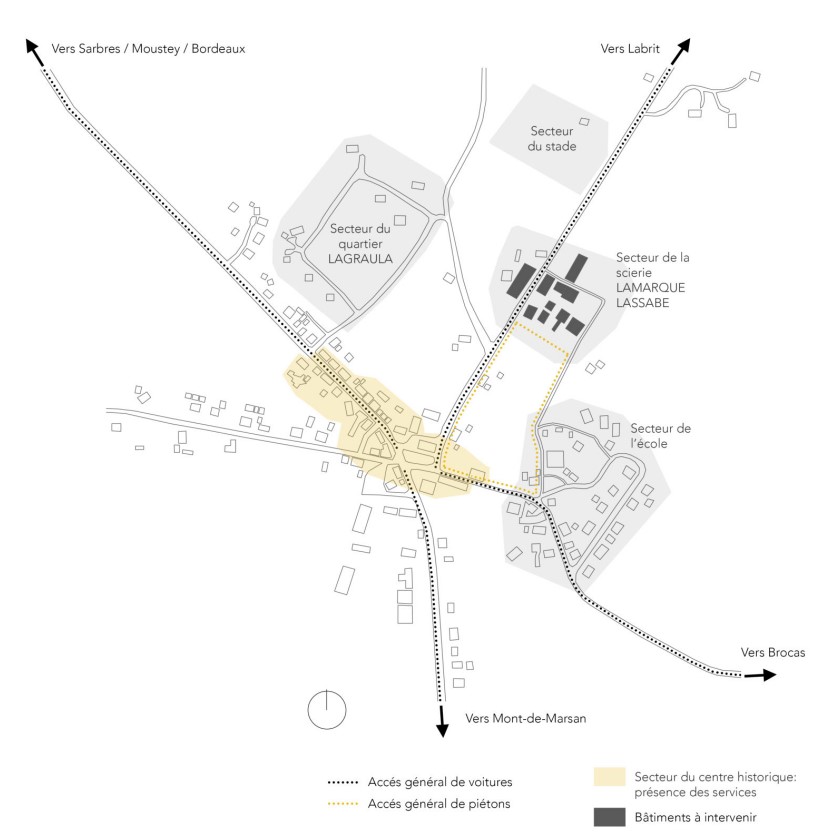 Vers Sarbres / Moustey / Bordeaux
Vers Labrit
Secteur
du stade
Secteur du
quartier
LAGRAULA
Secteur de la
scierie
LAMARQUE
LASSABE
Secteur de
l'école
Vers Brocas
Vers Mont-de-Marsan
Accés général de voitures
Accés général de piétons
Secteur du centre historique:
présence des services
Bâtiments à intervenir